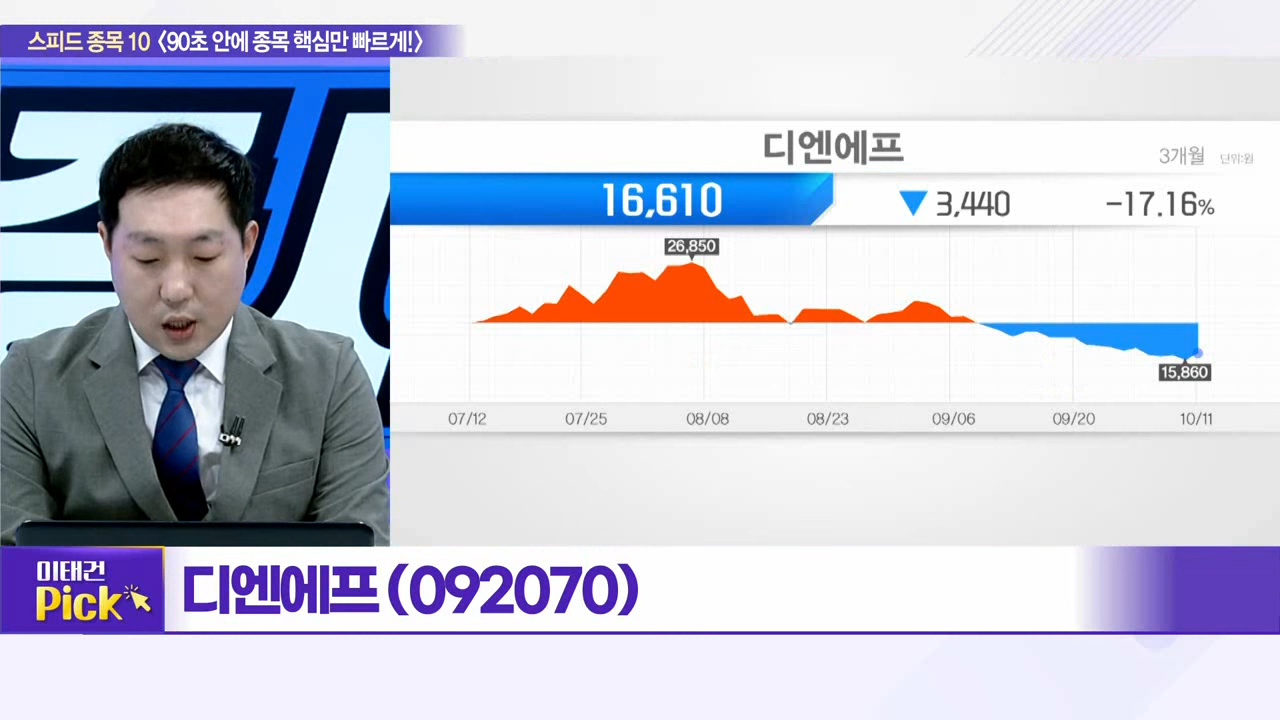 스피드 종목 10 <90초 안에 종목 핵심만 빠르게!>
디엔에프
3개월 단위:원
16,610 ▼ 3,440 -17.16%
26,850
15,860
07/12 07/25 08/08 08/23 09/06 09/20 10/11
미태건
Pick
디엔에프(092070)